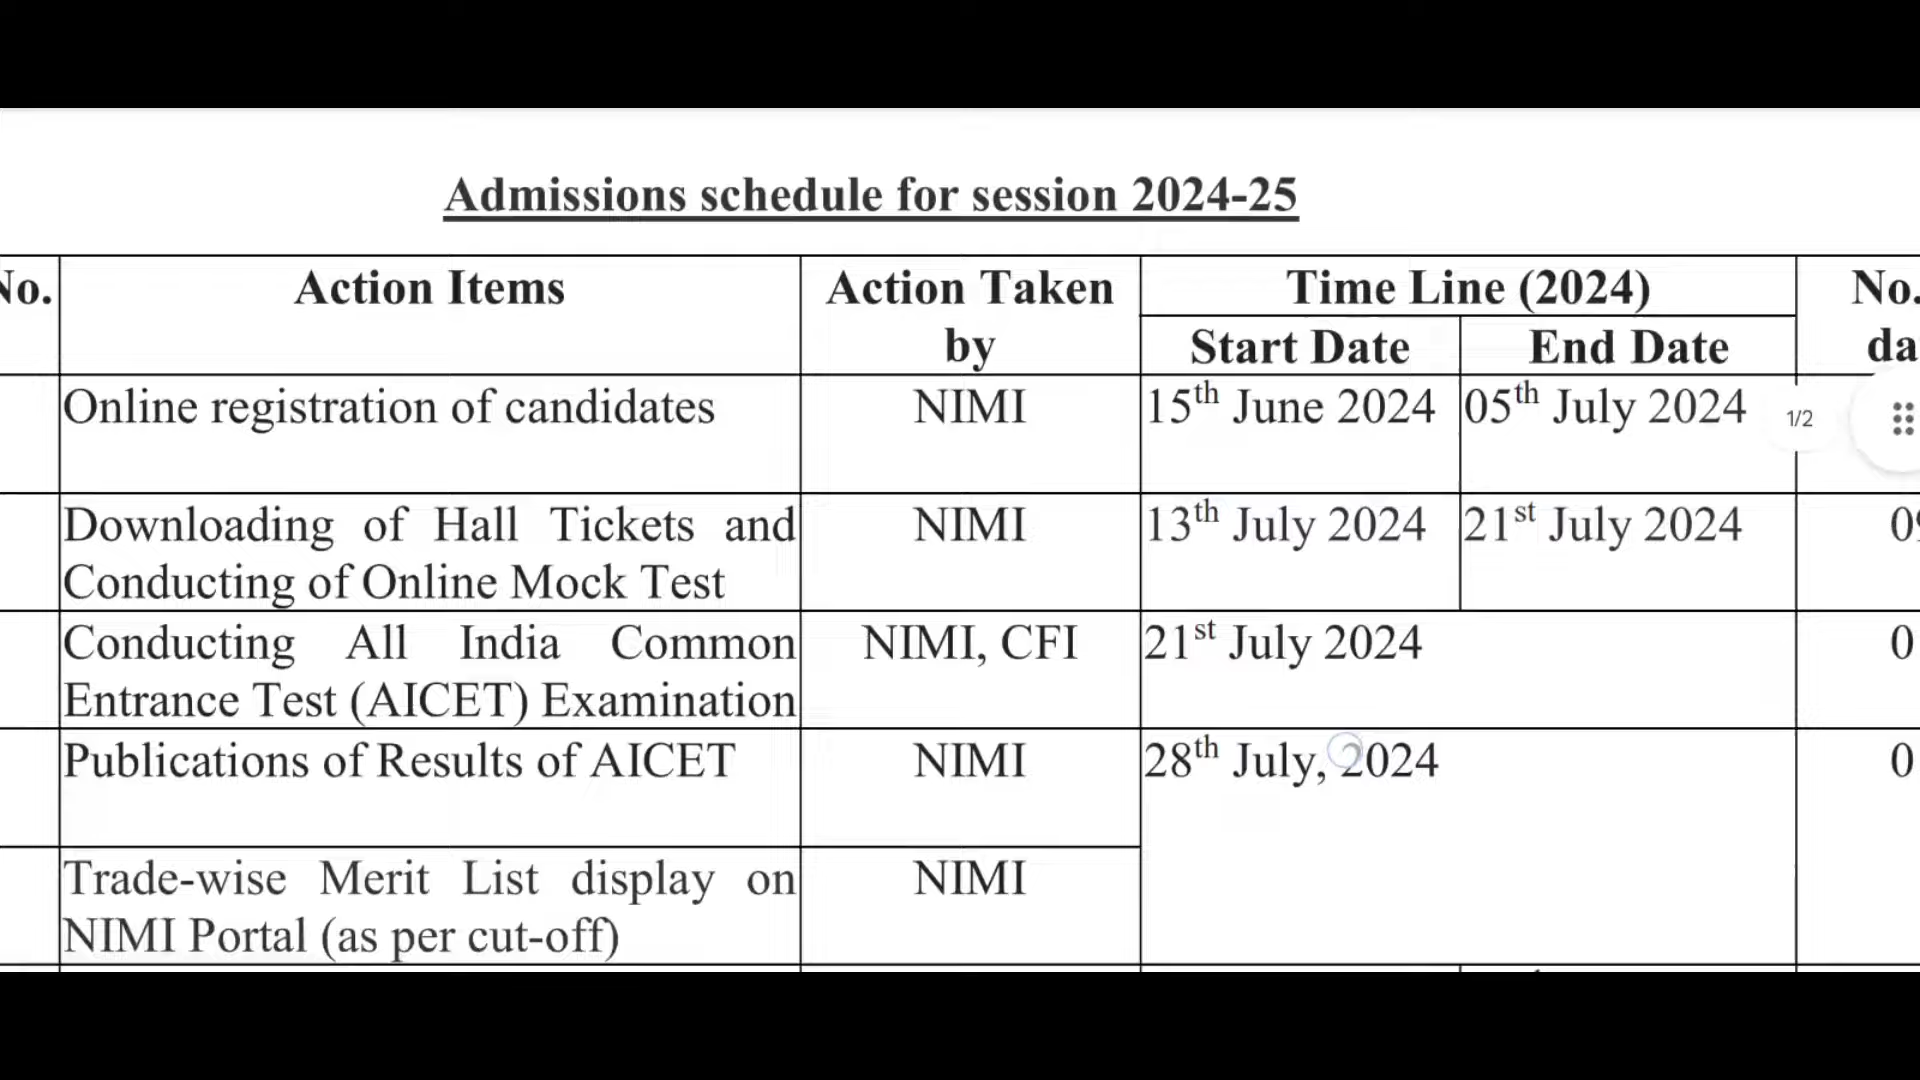 Admissions schedule for session 2024-25
No. Action Items Action Taken by Time Line (2024) No.
Start Date End Date
Online registration of candidates NIMI 15th June 2024 05th July 2024
1/2
Downloading of Hall Tickets and NIMI 13th July 2024 21st July 2024
Conducting of Online Mock Test
Conducting All India Common NIMI, CFI 21st July 2024 0
Entrance Test (AICET) Examination
Publications of Results of AICET NIMI 28th July, 2024 0
Trade-wise Merit List display on NIMI
NIMI Portal (as per cut-off)